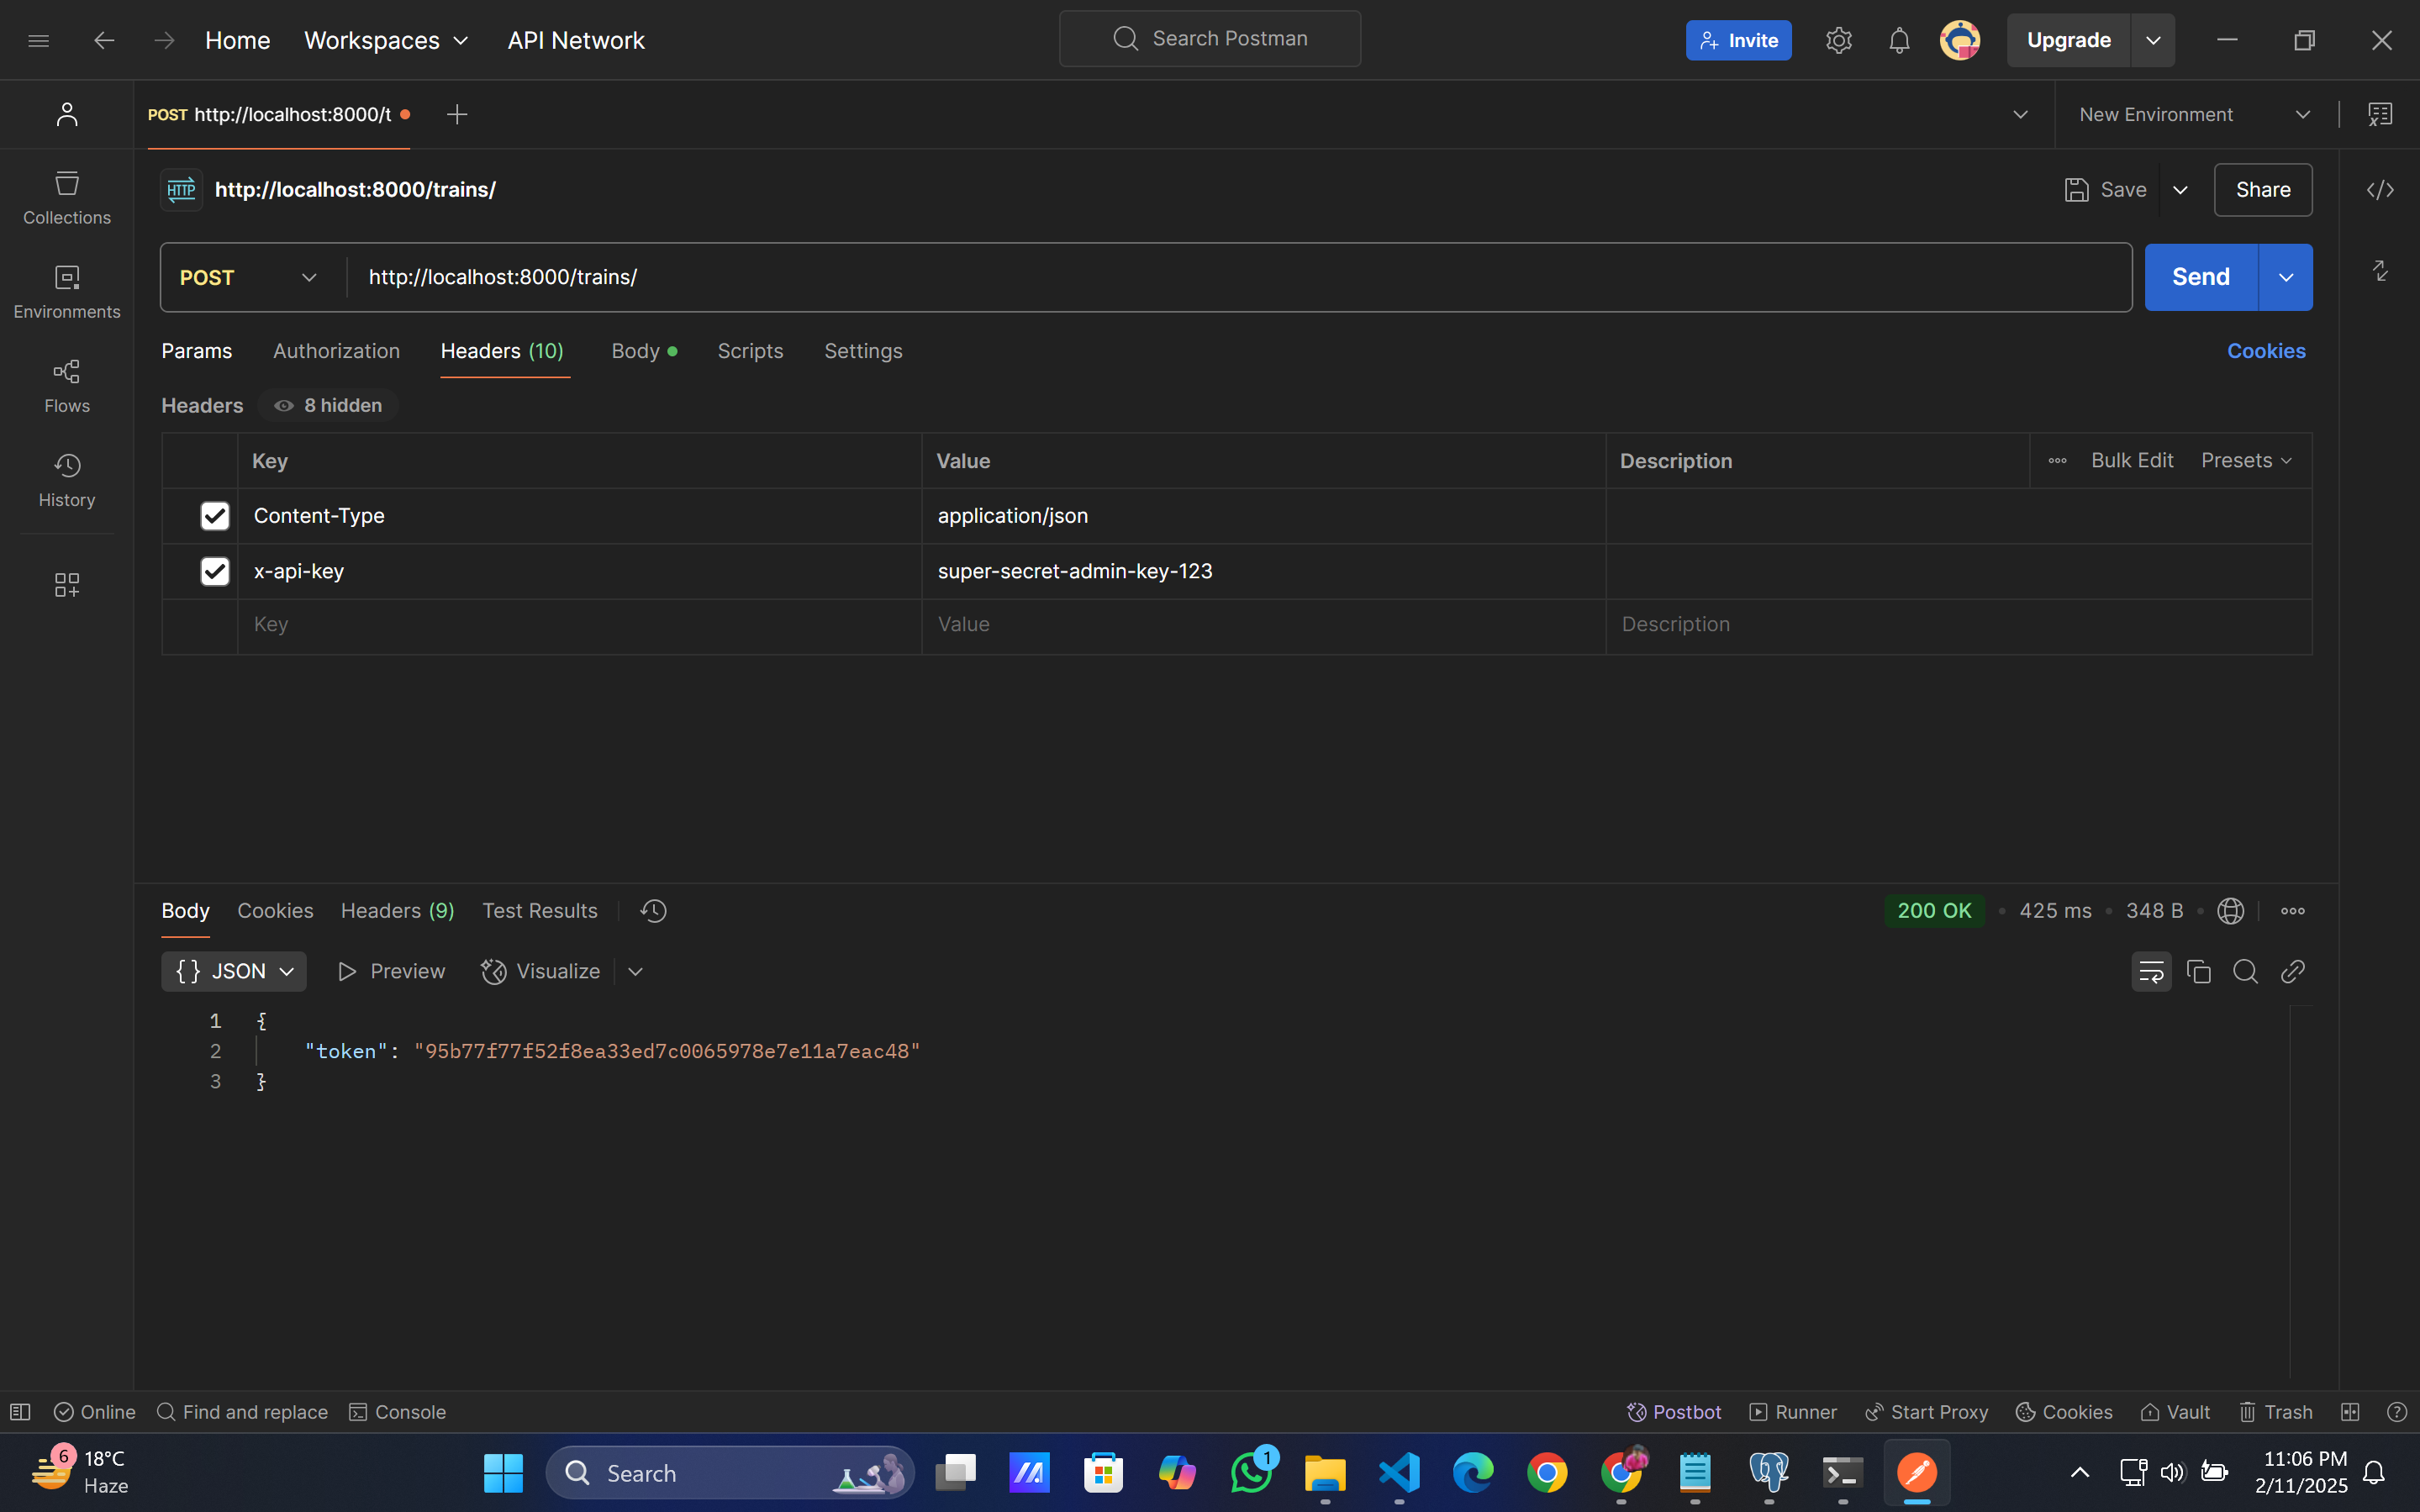 Home Workspaces API Network Search Postman Invite Upgrade
POST http://localhost:8000/t New Environment
HTTP http://localhost:8000/trains/ Save Share
Collections
POST http://localhost:8000/trains/ Send
Environments
Params Authorization Headers (10) Body Scripts Settings Cookies
Flows
Headers 8 hidden
Key Value Description Bulk Edit Presets
History
Content-Type application/json
x-api-key super-secret-admin-key-123
Key Value Description
Body Cookies Headers (9) Test Results 200 OK 425 ms 348 B
{} JSON Preview Visualize
1 {
2 "token": "95b77f77f52f8ea33ed7c0065978e7e11a7eac48"
3 }
Online Find and replace Console Postbot Runner Start Proxy Cookies Vault Trash
6 18°C
Haze
Search
1
11:06 PM
2/11/2025